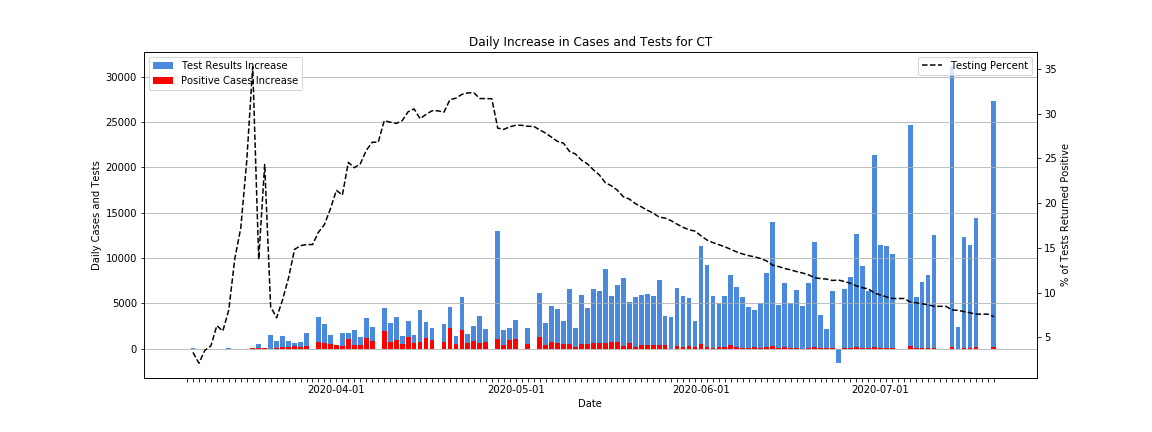 Daily Increase in Cases and Tests for CT
Test Results Increase
Positive Cases Increase
Testing Percent
30000
25000
20000
15000
10000
5000
0
Daily Cases and Tests
35
30
25
20
15
10
5
% of Tests Returned Positive
2020-04-01 2020-05-01 2020-06-01 2020-07-01
Date